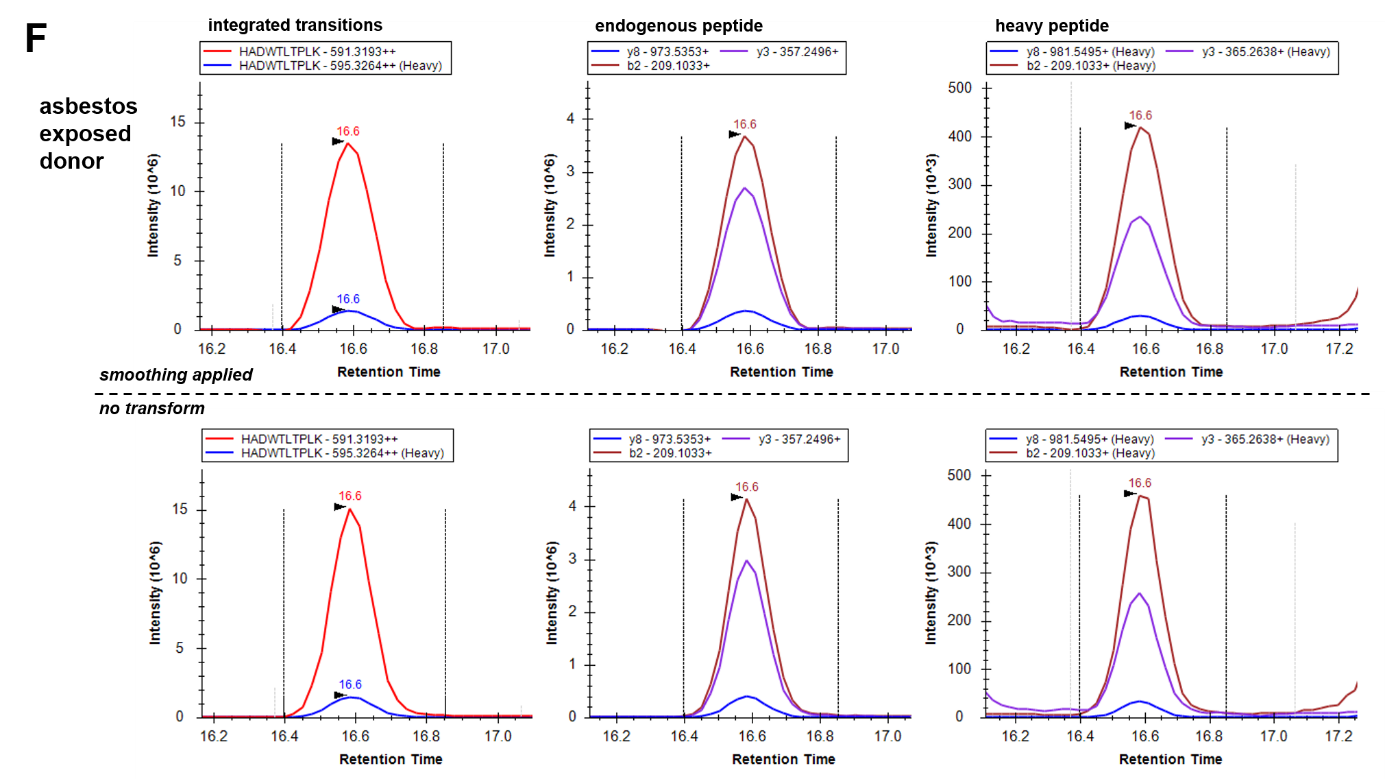 F
integrated transitions
endogenous peptide
heavy peptide
asbestos
exposed
donor
HADWTLTPLK - 591.3193++
HADWTLTPLK - 595.3264++ (Heavy)
16.6
16.6
15
10
5
0
Intensity (10^6)
16.2 16.4 16.6 16.8 17.0
Retention Time
y8 - 973.5353+ y3 - 357.2496+
b2 - 209.1033+
16.6
4
3
2
1
0
Intensity (10^6)
16.2 16.4 16.6 16.8 17.0
Retention Time
y8 - 981.5495+ (Heavy) y3 - 365.2638+ (Heavy)
b2 - 209.1033+ (Heavy)
16.6
500
400
300
200
100
0
Intensity (10^3)
16.2 16.4 16.6 16.8 17.0 17.2
Retention Time
smoothing applied
no transform
HADWTLTPLK - 591.3193++
HADWTLTPLK - 595.3264++ (Heavy)
16.6
16.6
15
10
5
0
Intensity (10^6)
16.2 16.4 16.6 16.8 17.0
Retention Time
y8 - 973.5353+ y3 - 357.2496+
b2 - 209.1033+
16.6
4
3
2
1
0
Intensity (10^6)
16.2 16.4 16.6 16.8 17.0
Retention Time
y8 - 981.5495+ (Heavy) y3 - 365.2638+ (Heavy)
b2 - 209.1033+ (Heavy)
16.6
500
400
300
200
100
0
Intensity (10^3)
16.2 16.4 16.6 16.8 17.0 17.2
Retention Time